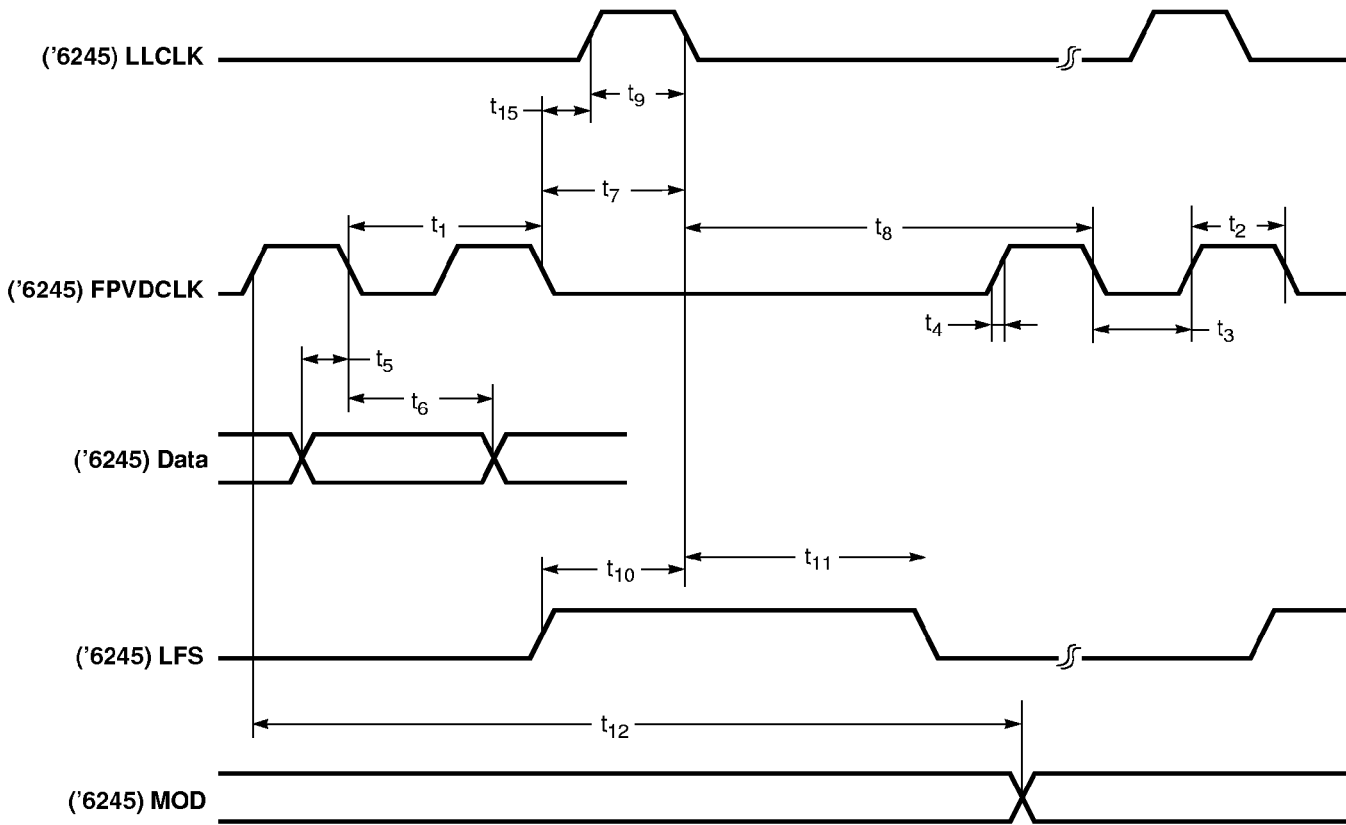 ('6245) LLCLK
t15
t9
t7
t1
t8
t2
('6245) FPVDCLK
t4
t3
t5
t6
('6245) Data
t10
t11
('6245) LFS
t12
('6245) MOD